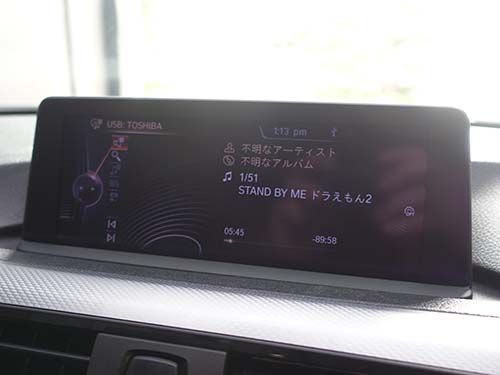 USB: TOSHIBA
1:13 pm
不明なアーティスト
不明なアルバム
1/51
STAND BY ME ドラえもん2
05:45
-89:58